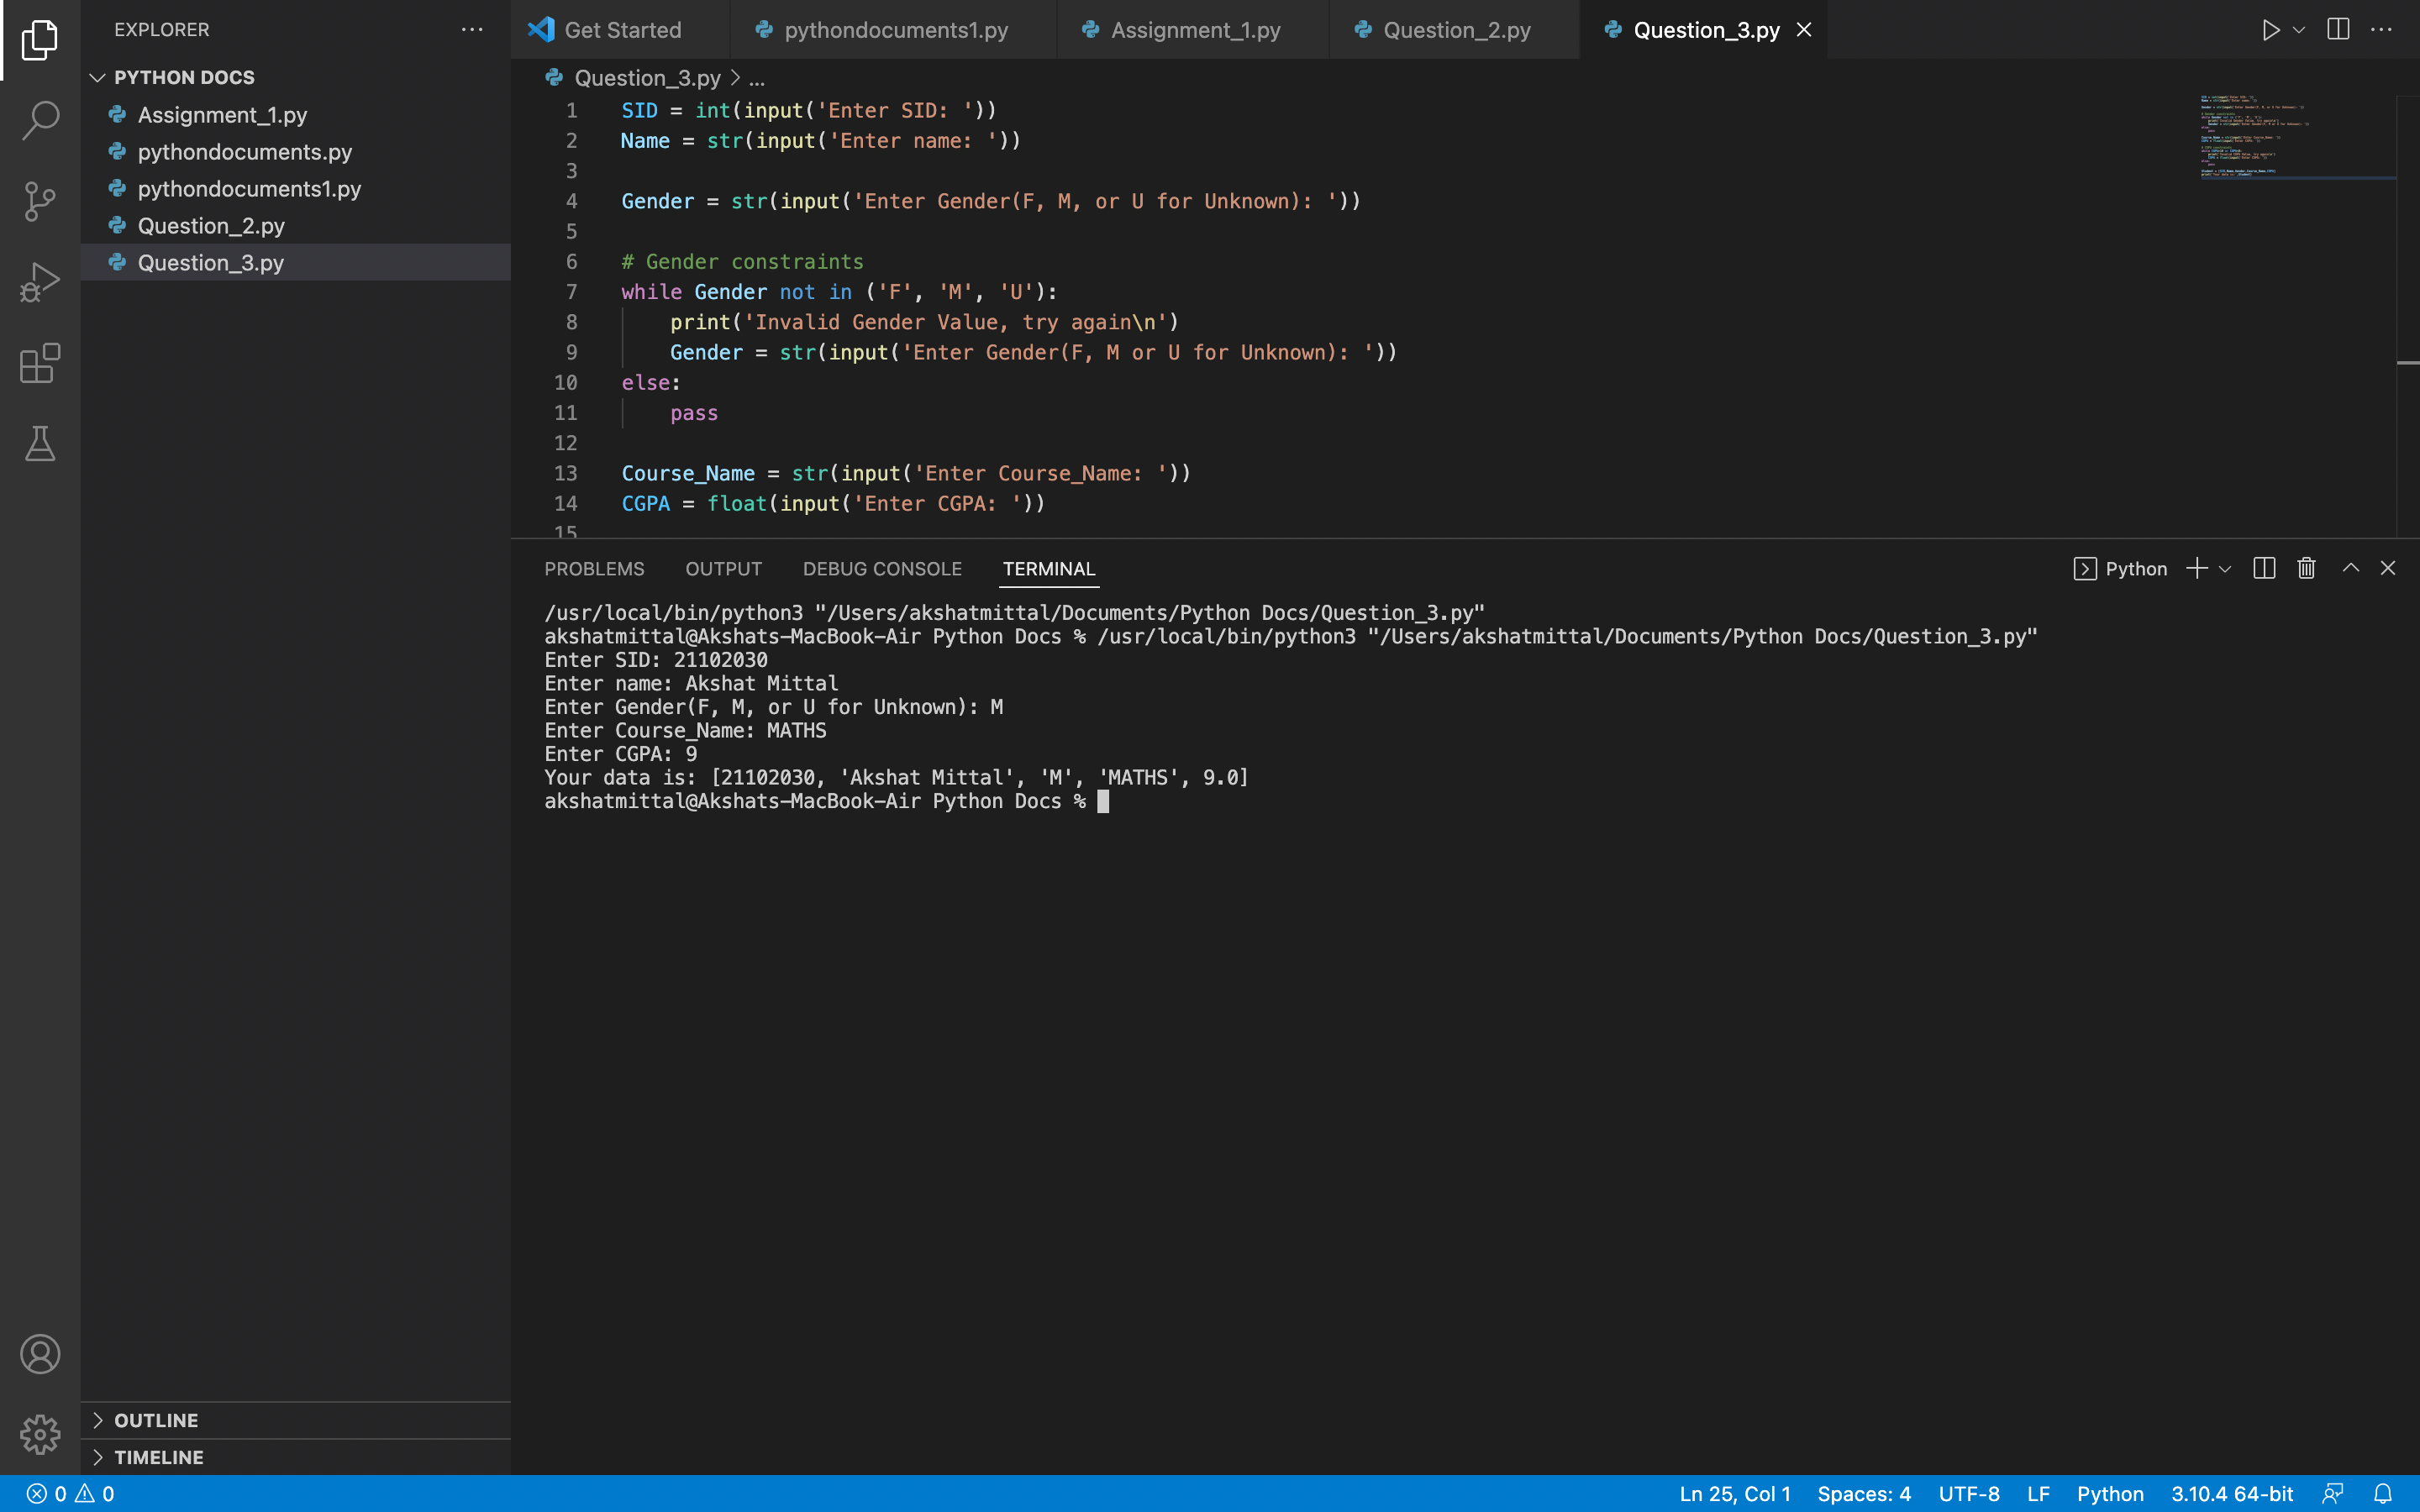 EXPLORER
PYTHON DOCS
Assignment_1.py
pythondocuments.py
pythondocuments1.py
Question_2.py
Question_3.py
OUTLINE
TIMELINE
Get Started
pythondocuments1.py
Assignment_1.py
Question_2.py
Question_3.py
Question_3.py > ...
1 SID = int(input('Enter SID: '))
2 Name = str(input('Enter name: '))
3
4 Gender = str(input('Enter Gender(F, M, or U for Unknown): '))
5
6 # Gender constraints
7 while Gender not in ('F', 'M', 'U'):
8 print('Invalid Gender Value, try again\n')
9 Gender = str(input('Enter Gender(F, M or U for Unknown): '))
10 else:
11 pass
12
13 Course_Name = str(input('Enter Course_Name: '))
14 CGPA = float(input('Enter CGPA: '))
15
PROBLEMS OUTPUT DEBUG CONSOLE TERMINAL
Python
/usr/local/bin/python3 "/Users/akshatmittal/Documents/Python Docs/Question_3.py"
akshatmittal@Akshats-MacBook-Air Python Docs % /usr/local/bin/python3 "/Users/akshatmittal/Documents/Python Docs/Question_3.py"
Enter SID: 21102030
Enter name: Akshat Mittal
Enter Gender(F, M, or U for Unknown): M
Enter Course_Name: MATHS
Enter CGPA: 9
Your data is: [21102030, 'Akshat Mittal', 'M', 'MATHS', 9.0]
akshatmittal@Akshats-MacBook-Air Python Docs %
0 0
Ln 25, Col 1 Spaces: 4 UTF-8 LF Python 3.10.4 64-bit